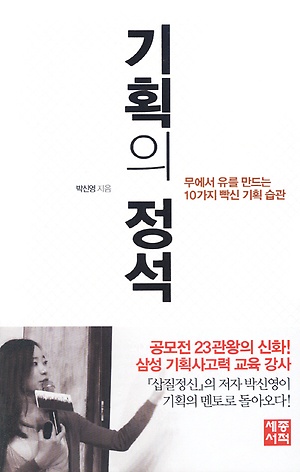 기획의 정석
박신영 지음
무에서 유를 만드는
10가지 빡신 기획 습관
공모전 23관왕의 신화!
삼성 기획사고력 교육 강사
『삽질정신』의 저자 박신영이
기획의 멘토로 돌아오다!
세종
서적